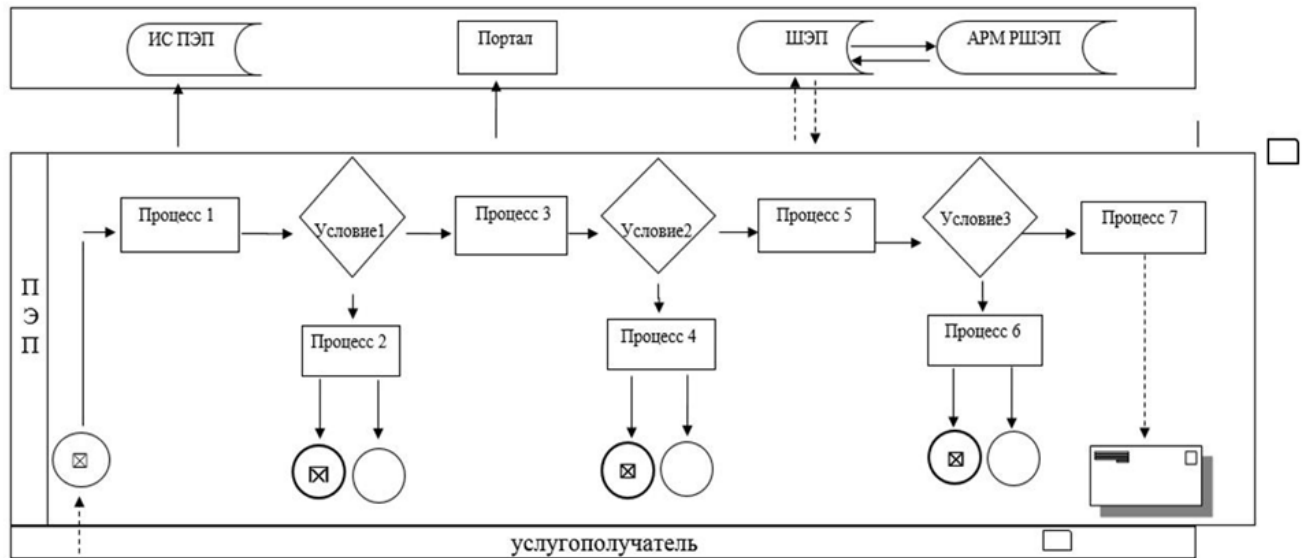 ИС ПЭП
Портал
ШЭП
АРМ РШЭП
Процесс 1
Условие1
Процесс 3
Условие2
Процесс 5
Условие3
Процесс 7
Процесс 2
Процесс 4
Процесс 6
П
Э
П
услугополучатель